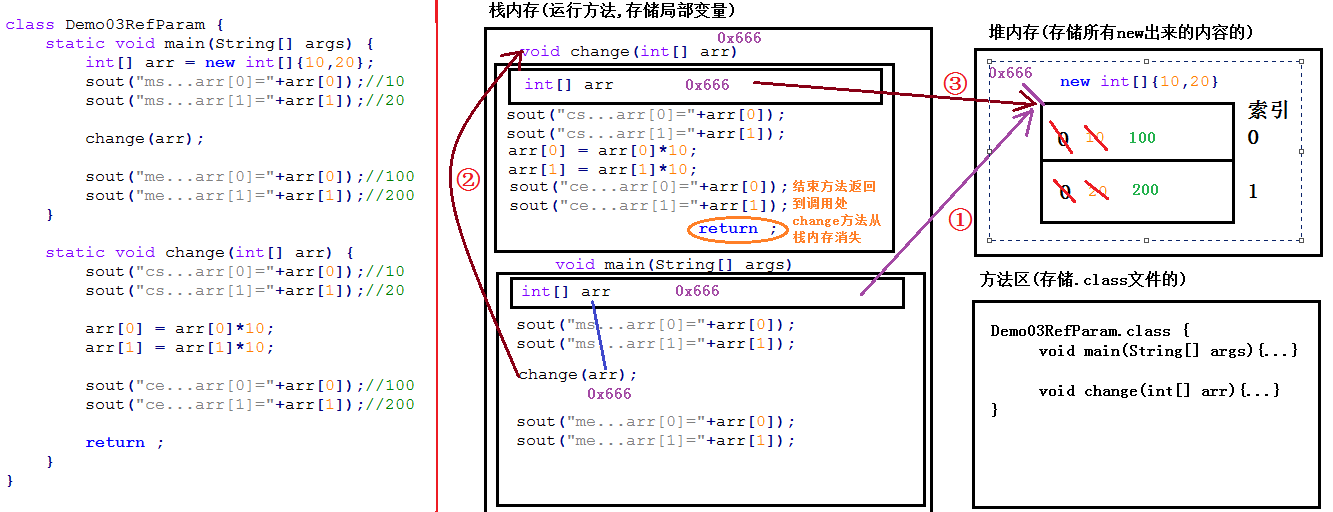 class Demo03RefParam {
static void main(String[] args) {
int[] arr = new int[]{10,20};
sout("ms...arr[0]="+arr[0]);//10
sout("ms...arr[1]="+arr[1]);//20
change(arr);
sout("me...arr[0]="+arr[0]);//100
sout("me...arr[1]="+arr[1]);//200
}
static void change(int[] arr) {
sout("cs...arr[0]="+arr[0]);//10
sout("cs...arr[1]="+arr[1]);//20
arr[0] = arr[0]*10;
arr[1] = arr[1]*10;
sout("ce...arr[0]="+arr[0]);//100
sout("ce...arr[1]="+arr[1]);//200
return ;
}
}
栈内存(运行方法,存储局部变量)
0x666
void change(int[] arr)
int[] arr 0x666
sout("cs...arr[0]="+arr[0]);
sout("cs...arr[1]="+arr[1]);
arr[0] = arr[0]*10;
arr[1] = arr[1]*10;
sout("ce...arr[0]="+arr[0]);
sout("ce...arr[1]="+arr[1]);
return ;
结束方法返回
到调用处
change方法从
栈内存消失
②
void main(String[] args)
int[] arr 0x666
sout("ms...arr[0]="+arr[0]);
sout("ms...arr[1]="+arr[1]);
change(arr);
0x666
sout("me...arr[0]="+arr[0]);
sout("me...arr[1]="+arr[1]);
③
①
堆内存(存储所有new出来的内容的)
0x666
new int[]{10,20}
索引
0 10 100 0
0 20 200 1
方法区(存储.class文件的)
Demo03RefParam.class {
void main(String[] args){...}
void change(int[] arr){...}
}